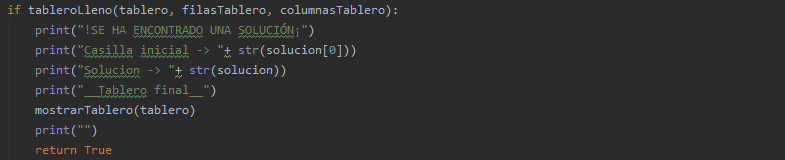 if tableroLleno(tablero, filasTablero, columnasTablero):
    print("!SE HA ENCONTRADO UNA SOLUCIÓN¡")
    print("Casilla inicial -> "+ str(solucion[0]))
    print("Solucion -> "+ str(solucion))
    print("__Tablero final__")
    mostrarTablero(tablero)
    print("")
    return True